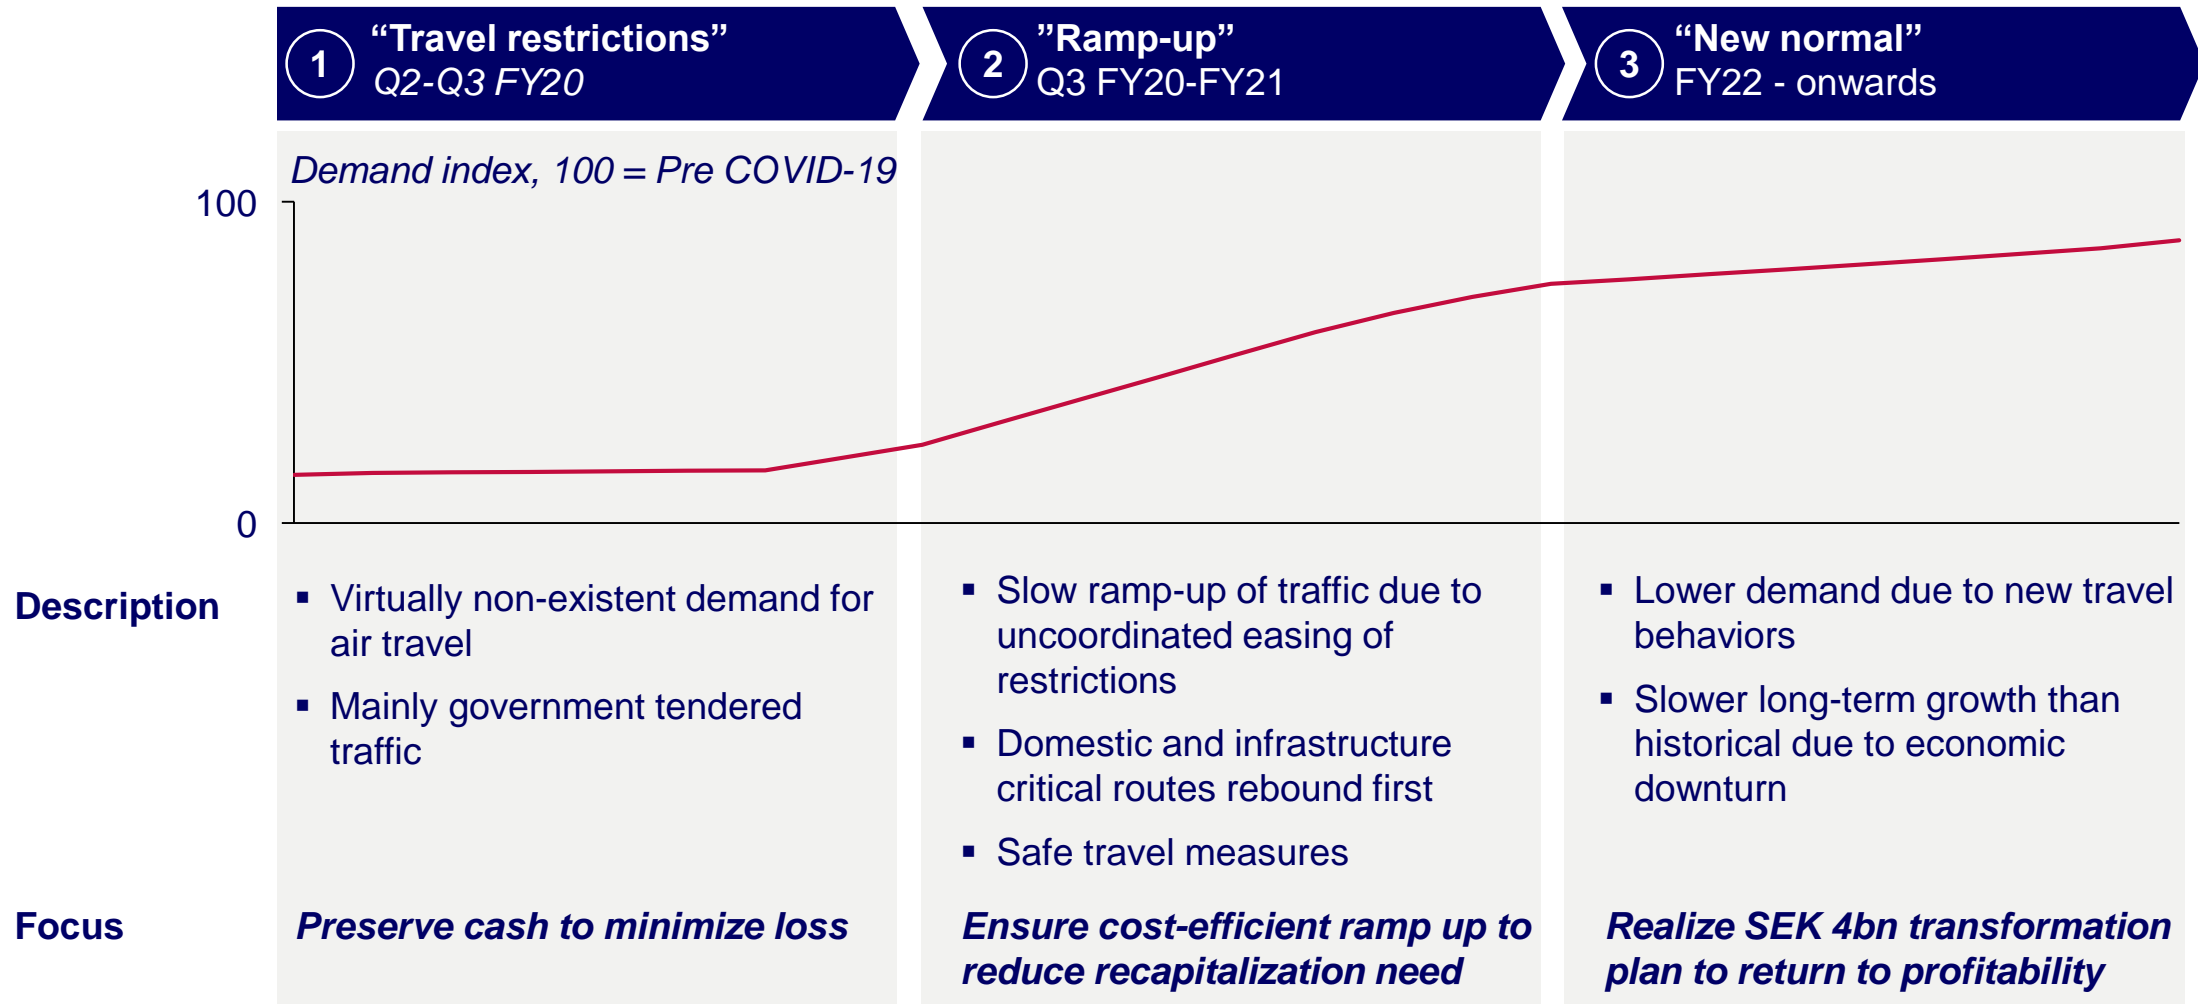 1
“Travel restrictions”
Q2-Q3 FY20
2
”Ramp-up”
Q3 FY20-FY21
3
“New normal”
FY22 - onwards
Demand index, 100 = Pre COVID-19
100
0
Description
▪ Virtually non-existent demand for
air travel
▪ Mainly government tendered
traffic
▪ Slow ramp-up of traffic due to
uncoordinated easing of
restrictions
▪ Domestic and infrastructure
critical routes rebound first
▪ Safe travel measures
▪ Lower demand due to new travel
behaviors
▪ Slower long-term growth than
historical due to economic
downturn
Focus
Preserve cash to minimize loss
Ensure cost-efficient ramp up to
reduce recapitalization need
Realize SEK 4bn transformation
plan to return to profitability